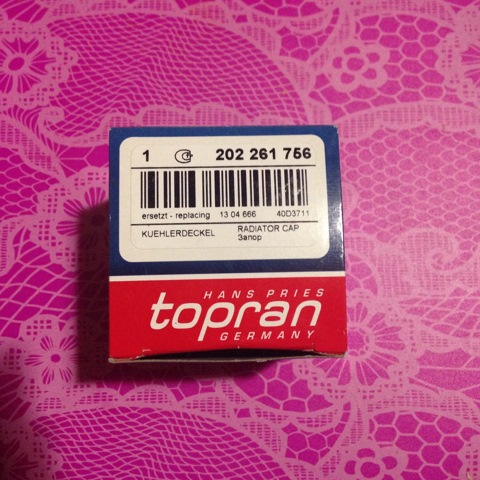 1 202 261 756
ersetzt - replacing 13 04 666 40D3711
KUEHLERDECKEL RADIATOR CAP
Запор
HANS PRIES
topran
GERMANY